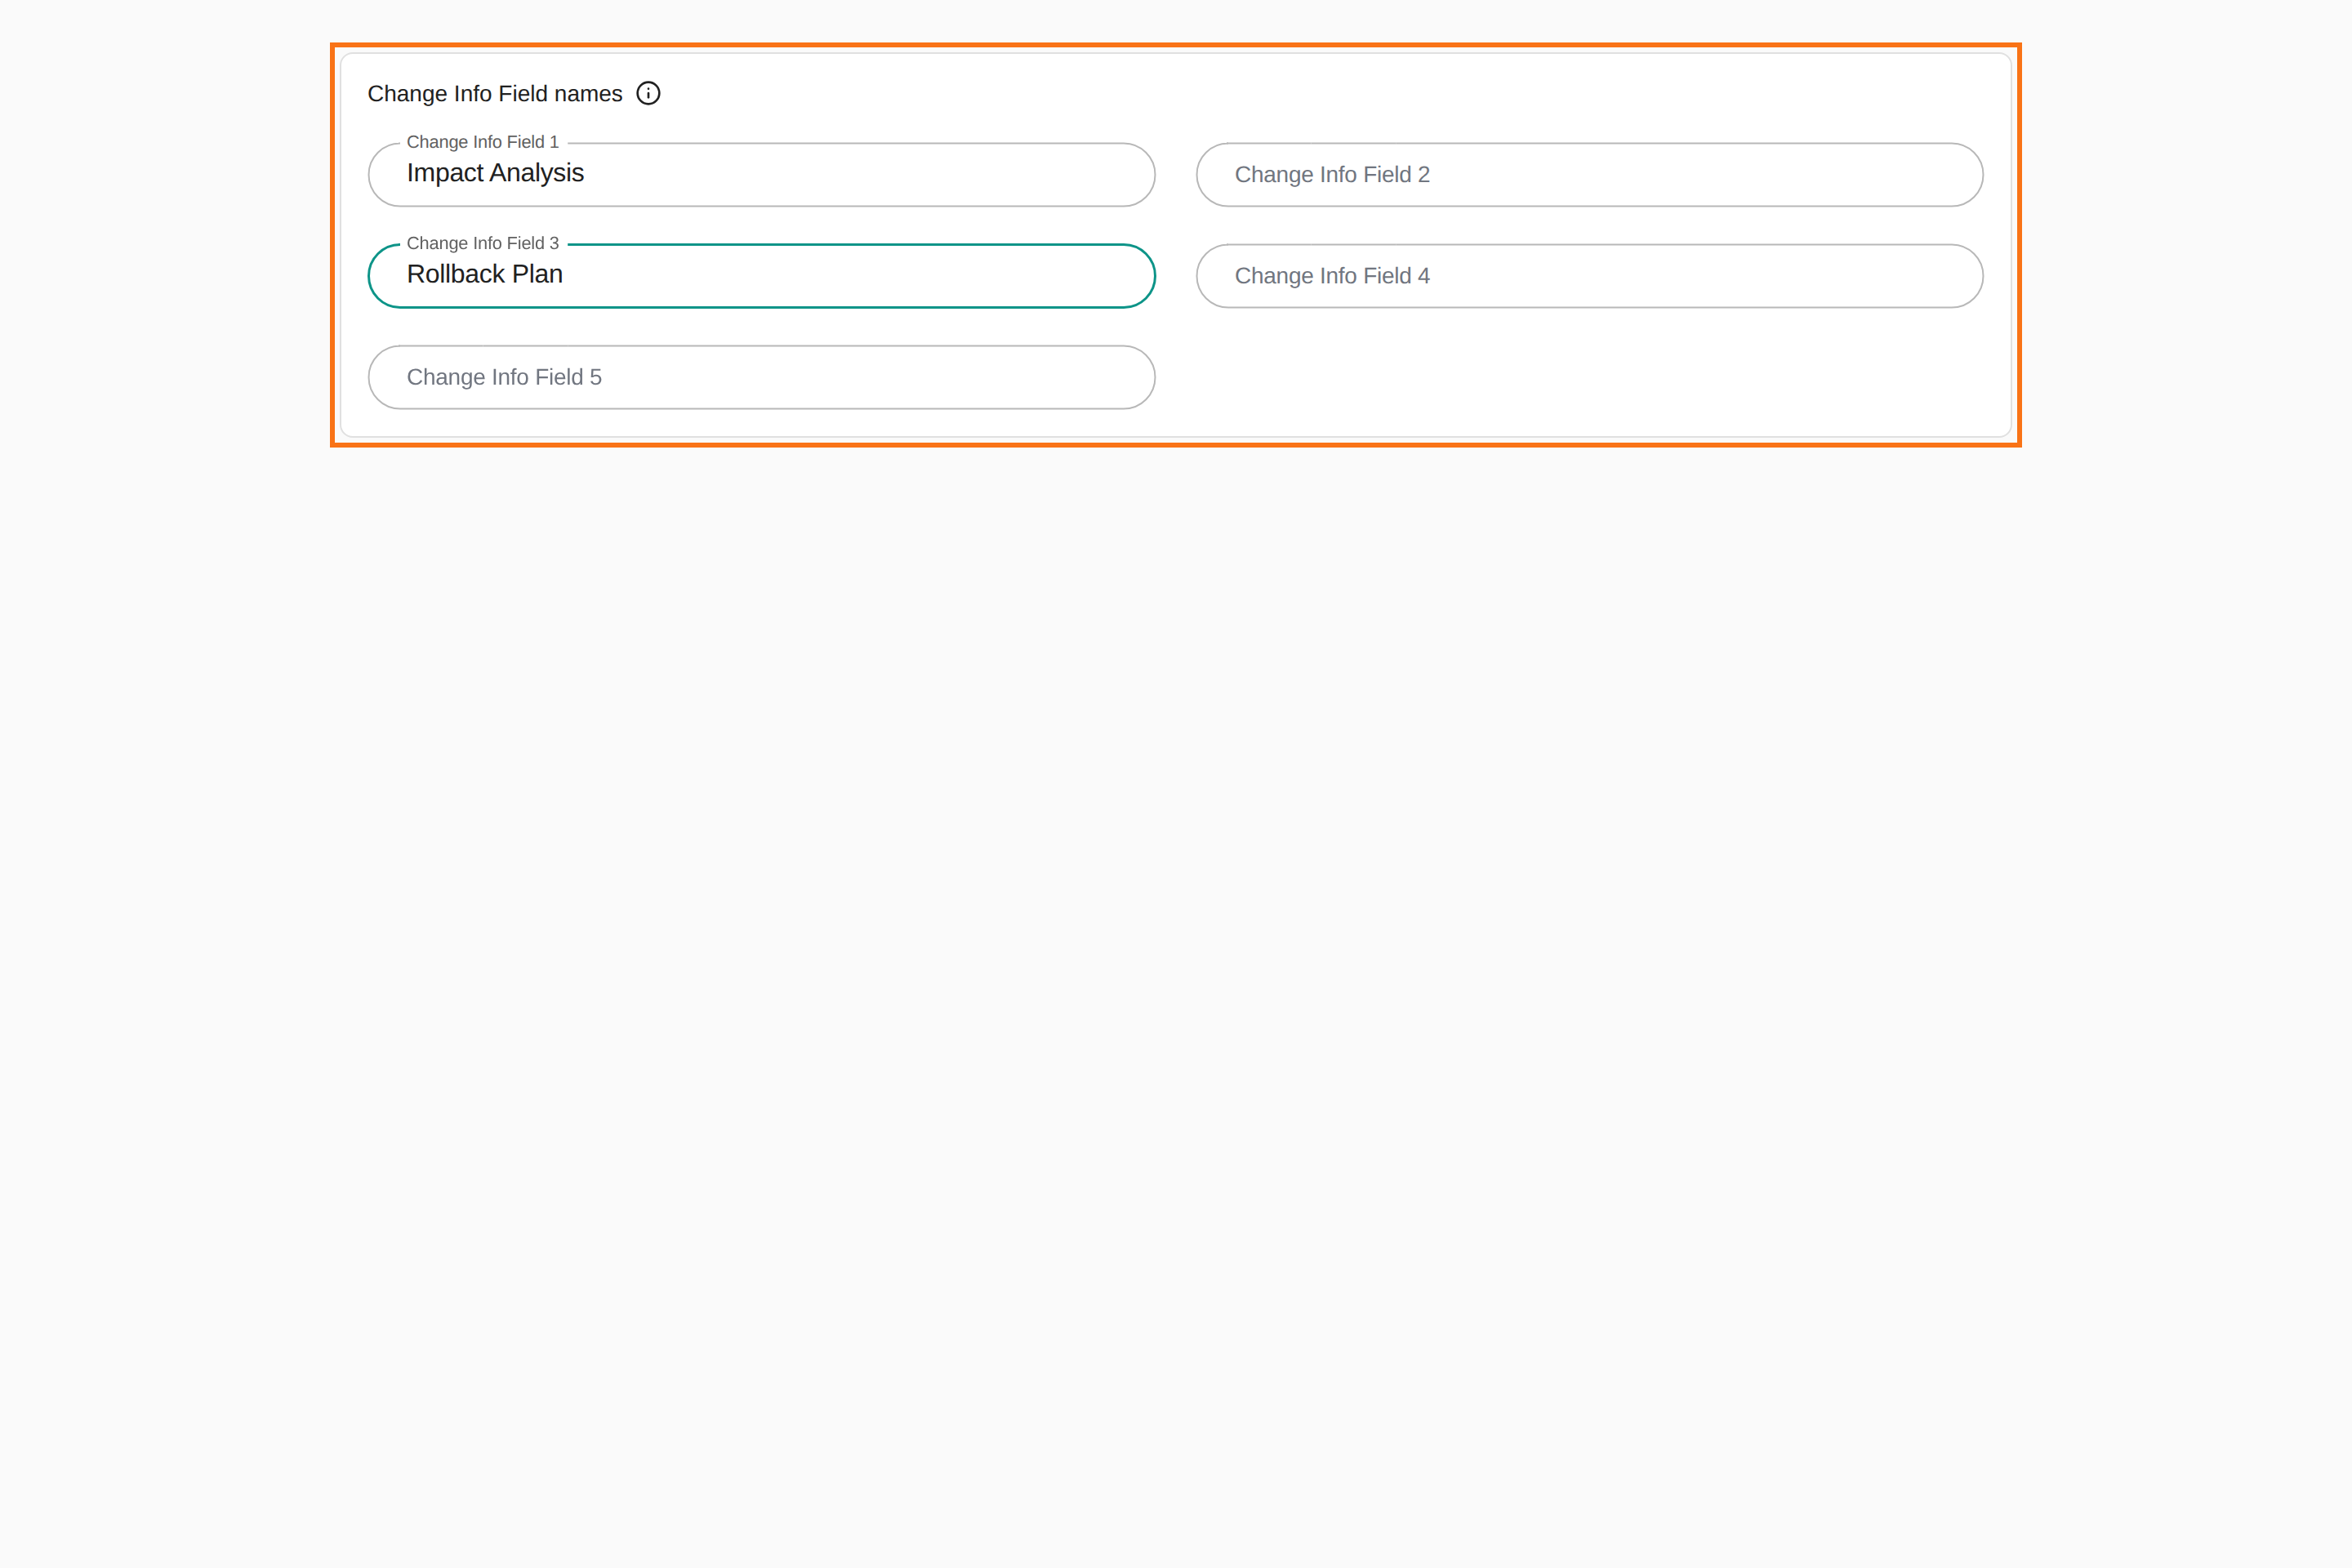 Change Info Field names
Change Info Field 1
Impact Analysis
Change Info Field 2
Change Info Field 3
Rollback Plan
Change Info Field 4
Change Info Field 5